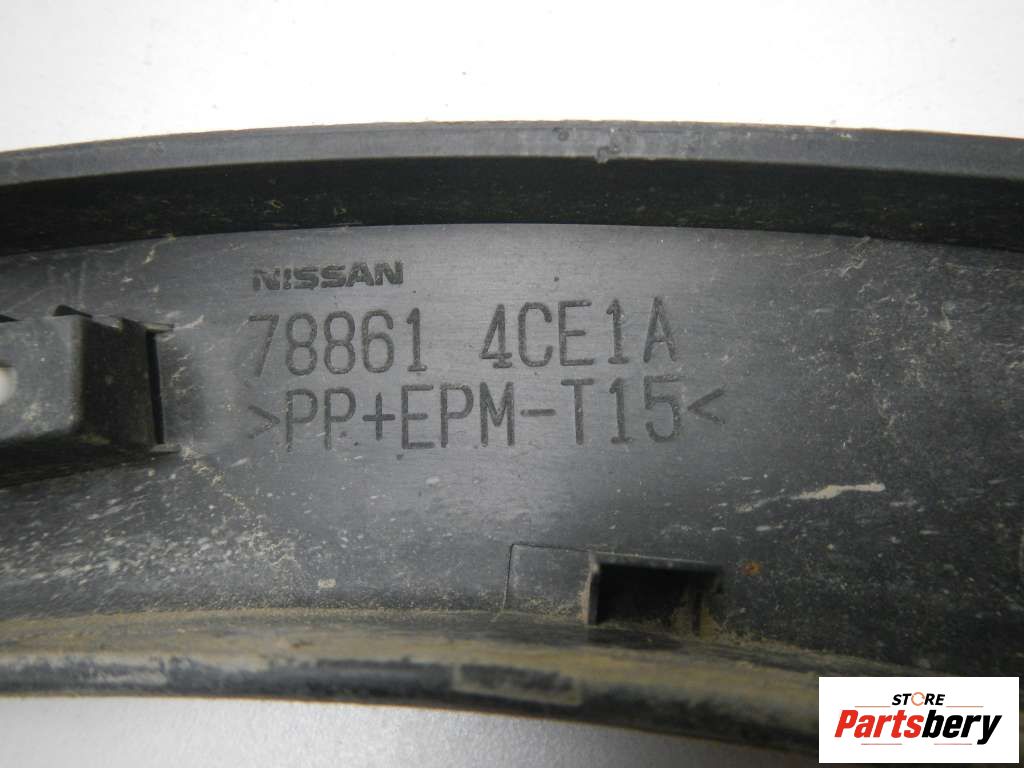 NISSAN
78861 4CE1A
>PP+EPM-T15<
STORE
Partsbery